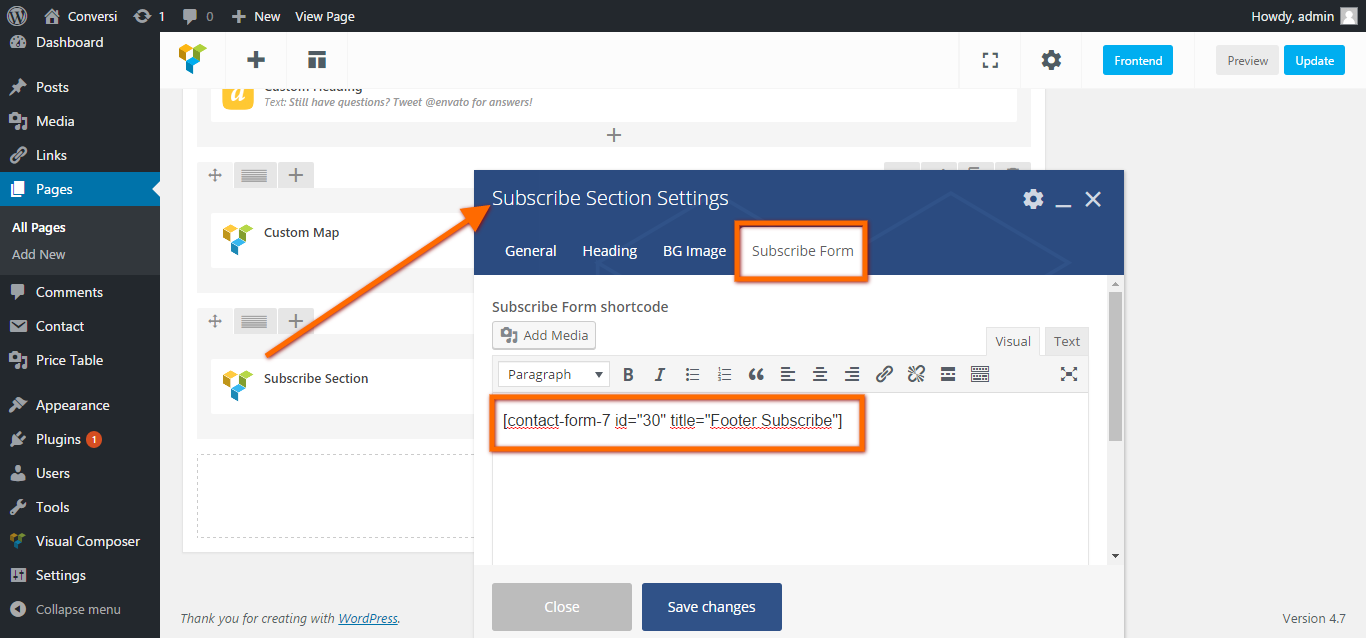 Conversi 1 0 New View Page Howdy, admin
Dashboard
Posts
Media
Links
Pages
All Pages
Add New
Comments
Contact
Price Table
Appearance
Plugins 1
Users
Tools
Visual Composer
Settings
Collapse menu
Frontend Preview Update
Custom Heading
Text: Still have questions? Tweet @envato for answers!
Custom Map
Subscribe Section
Subscribe Section Settings
General Heading BG Image Subscribe Form
Subscribe Form shortcode
Add Media
Visual Text
Paragraph B I
[contact-form-7 id="30" title="Footer Subscribe"]
Close Save changes
Thank you for creating with WordPress. Version 4.7